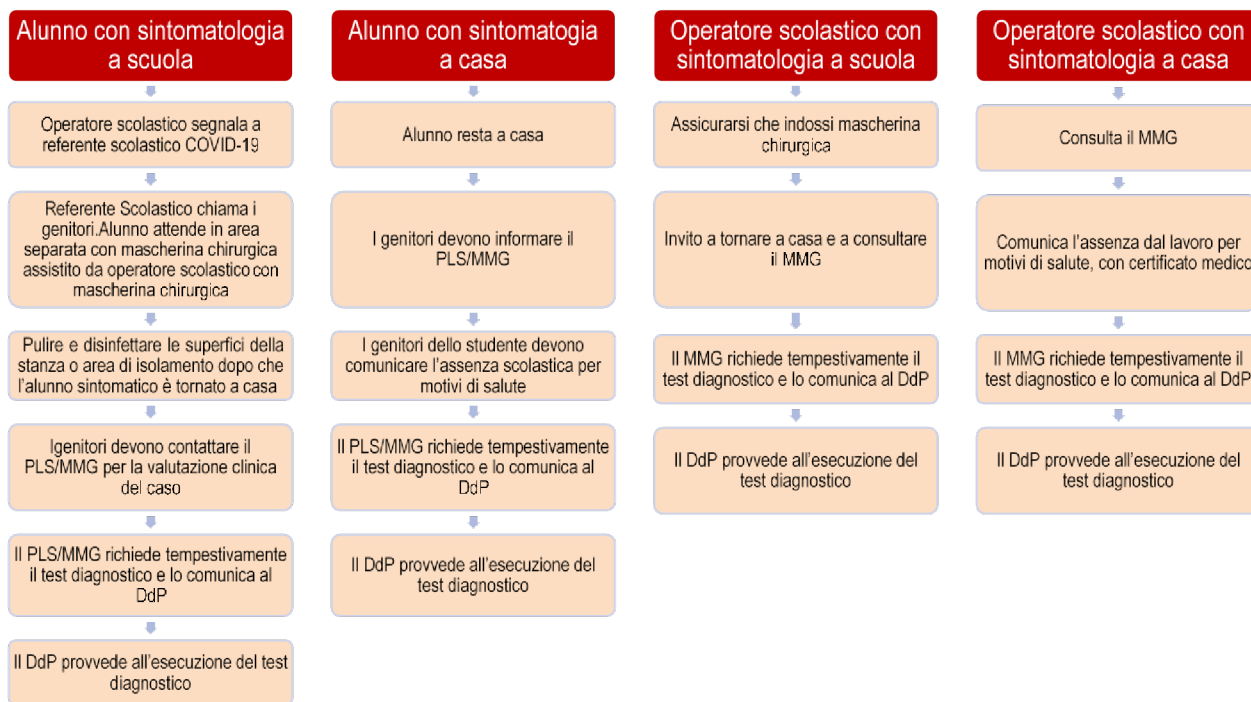 Alunno con sintomatologia
a scuola
Operatore scolastico segnala a
referente scolastico COVID-19
Referente Scolastico chiama i
genitori.Alunno attende in area
separata con mascherina chirurgica
assistito da operatore scolastico con
mascherina chirurgica
Pulire e disinfettare le superfici della
stanza o area di isolamento dopo che
l'alunno sintomatico è tornato a casa
Igenitori devono contattare il
PLS/MMG per la valutazione clinica
del caso
Il PLS/MMG richiede tempestivamente
il test diagnostico e lo comunica al
DdP
Il DdP provvede all'esecuzione del test
diagnostico
Alunno con sintomatogia
a casa
Alunno resta a casa
I genitori devono informare il
PLS/MMG
I genitori dello studente devono
comunicare l'assenza scolastica per
motivi di salute
Il PLS/MMG richiede tempestivamente
il test diagnostico e lo comunica al
DdP
Il DdP provvede all'esecuzione del
test diagnostico
Operatore scolastico con
sintomatologia a scuola
Assicurarsi che indossi mascherina
chirurgica
Invito a tornare a casa e a consultare
il MMG
Il MMG richiede tempestivamente il
test diagnostico e lo comunica al DdP
Il DdP provvede all'esecuzione del
test diagnostico
Operatore scolastico con
sintomatologia a casa
Consulta il MMG
Comunica l'assenza dal lavoro per
motivi di salute, con certificato medico
Il MMG richiede tempestivamente il
test diagnostico e lo comunica al DdP
Il DdP provvede all'esecuzione del
test diagnostico